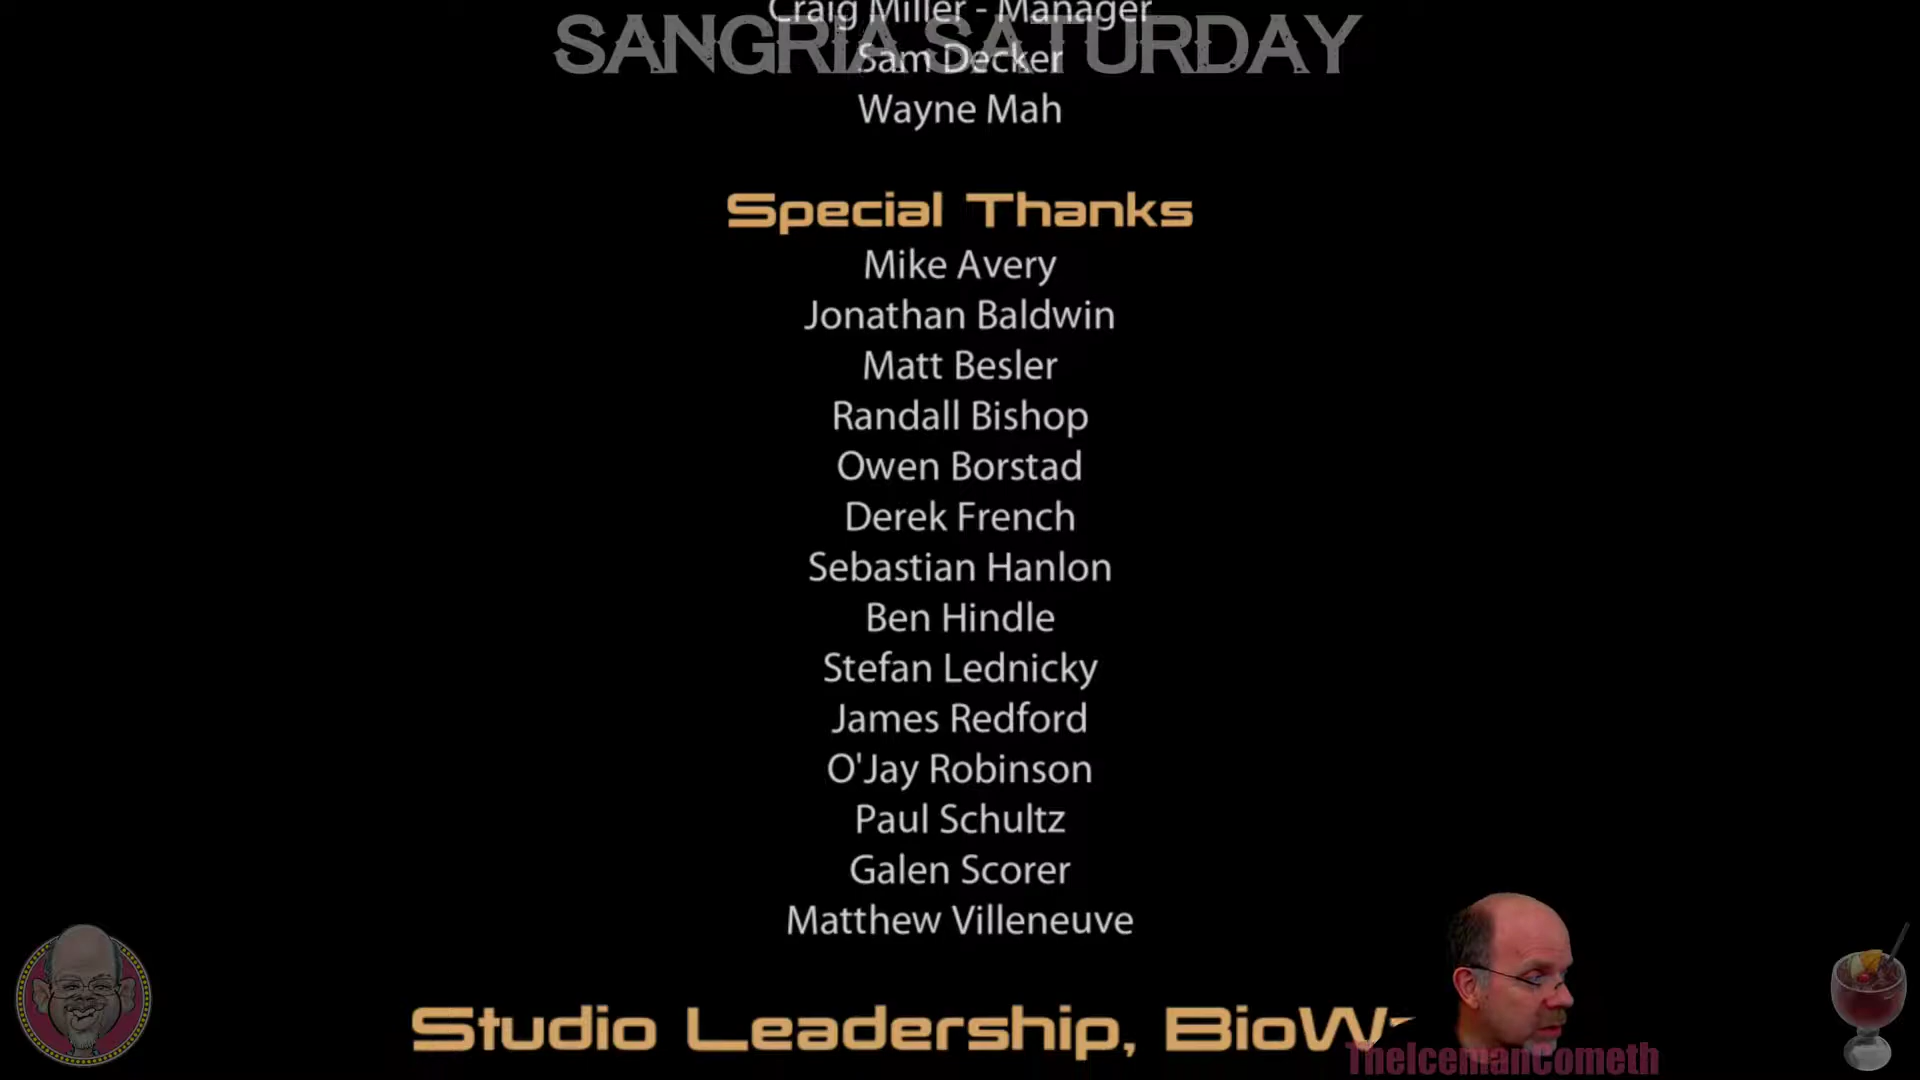 Craig Miller - Manager
SANGRIA SATURDAY
Sam Decker
Wayne Mah
Special Thanks
Mike Avery
Jonathan Baldwin
Matt Besler
Randall Bishop
Owen Borstad
Derek French
Sebastian Hanlon
Ben Hindle
Stefan Lednicky
James Redford
O'Jay Robinson
Paul Schultz
Galen Scorer
Matthew Villeneuve
Studio Leadership,
TheIcemanCometh